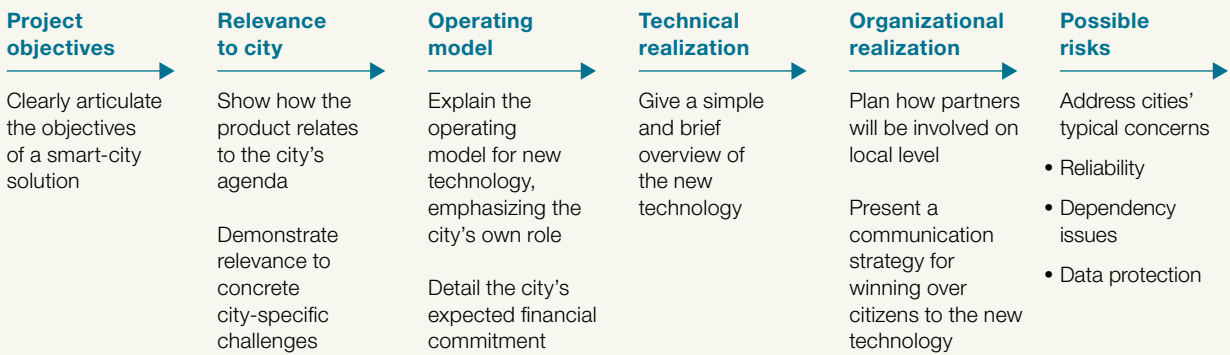 Project
objectives
Clearly articulate
the objectives
of a smart-city
solution
Relevance
to city
Show how the
product relates
to the city's
agenda
Demonstrate
relevance to
concrete
city-specific
challenges
Operating
model
Explain the
operating
model for new
technology,
emphasizing the
city's own role
Detail the city's
expected financial
commitment
Technical
realization
Give a simple
and brief
overview of
the new
technology
Organizational
realization
Plan how partners
will be involved on
local level
Present a
communication
strategy for
winning over
citizens to the new
technology
Possible
risks
Address cities'
typical concerns
• Reliability
• Dependency
issues
• Data protection